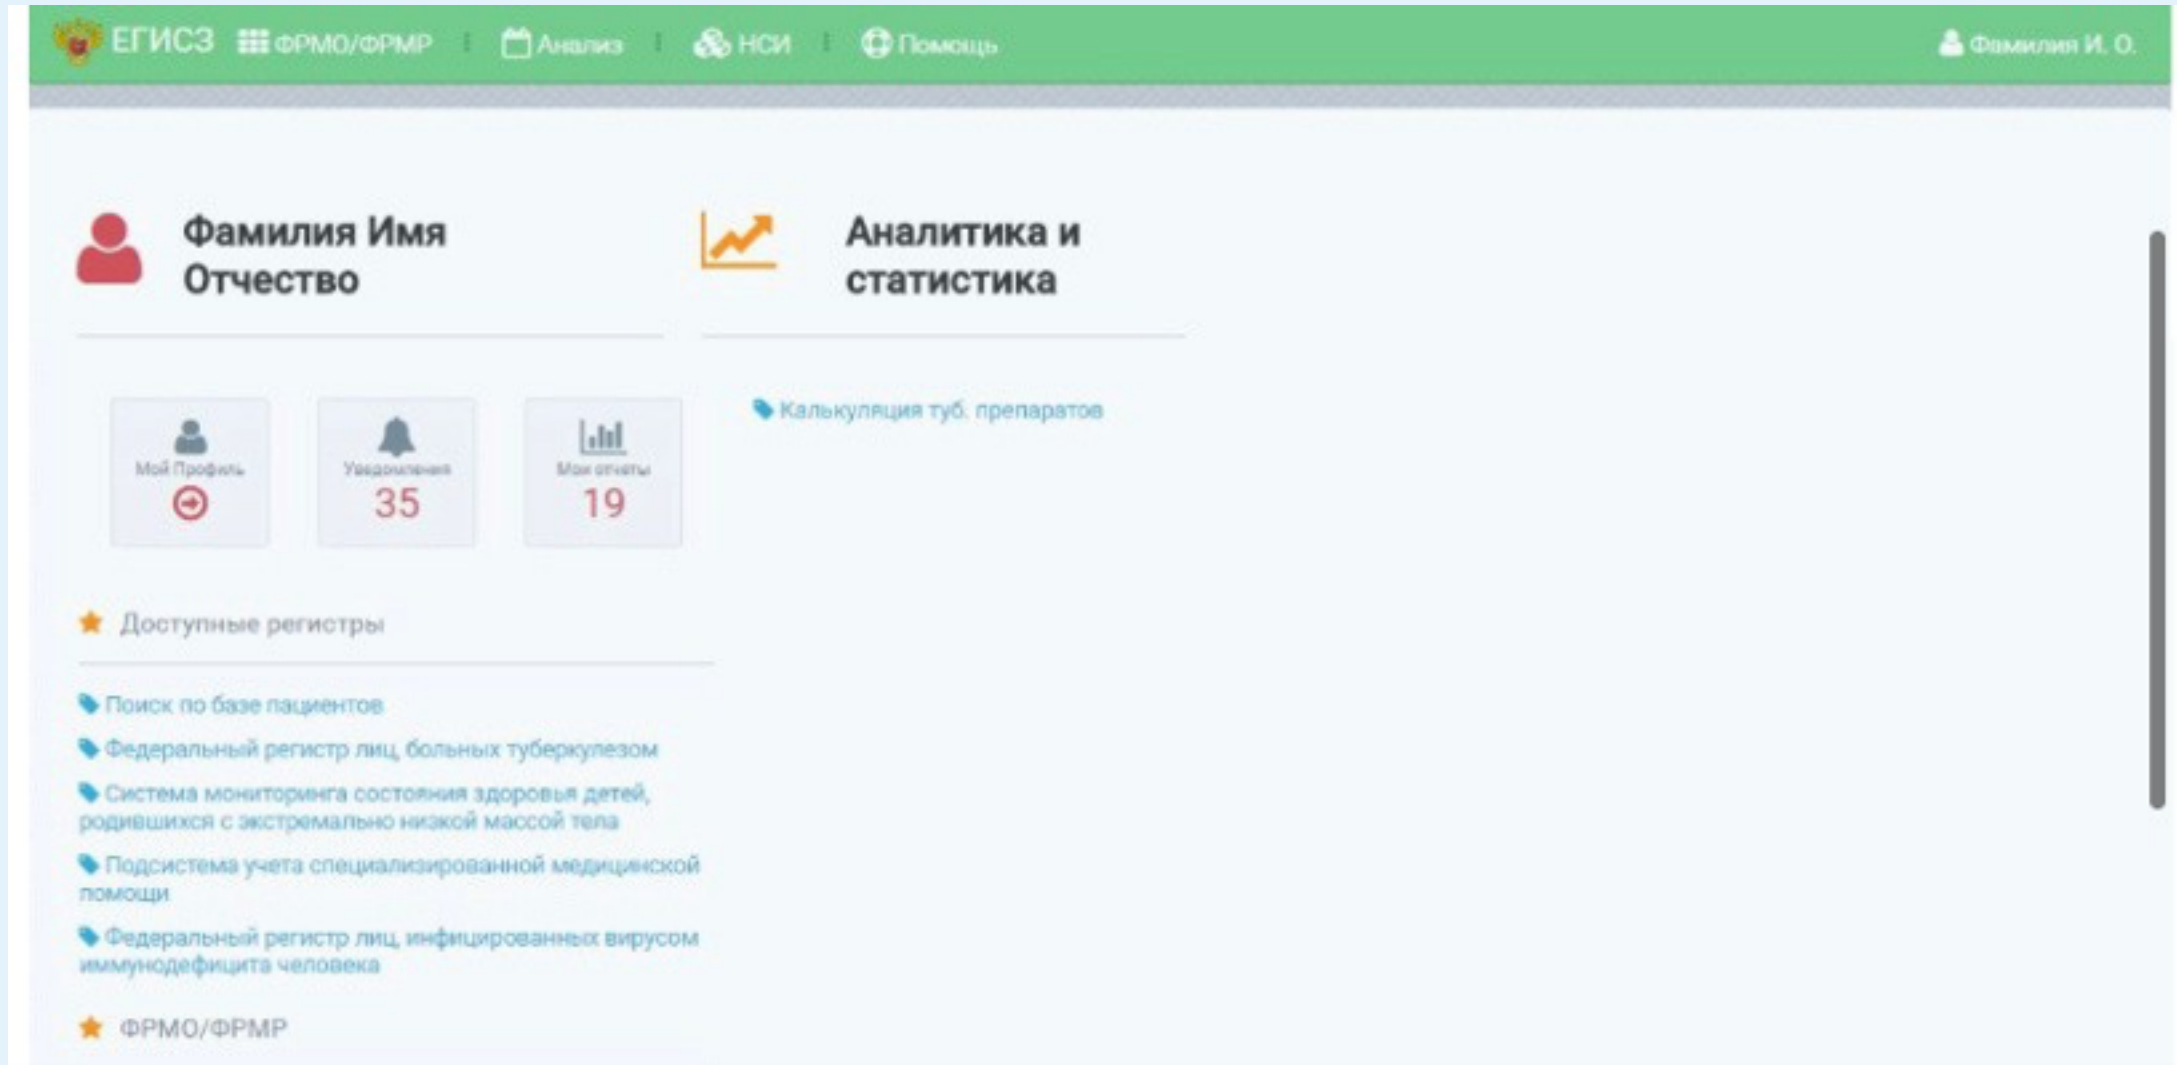 ЕГИСЗ ФРМО/ФРМР Анализ НСИ Помощь Фамилия И. О.
Фамилия Имя
Отчество
Аналитика и
статистика
Мой Профиль
Уведомления
35
Мои отчеты
19
Калькуляция туб. препаратов
Доступные регистры
Поиск по базе пациентов
Федеральный регистр лиц, больных туберкулезом
Система мониторинга состояния здоровья детей,
родившихся с экстремально низкой массой тела
Подсистема учета специализированной медицинской
помощи
Федеральный регистр лиц, инфицированных вирусом
иммунодефицита человека
ФРМО/ФРМР